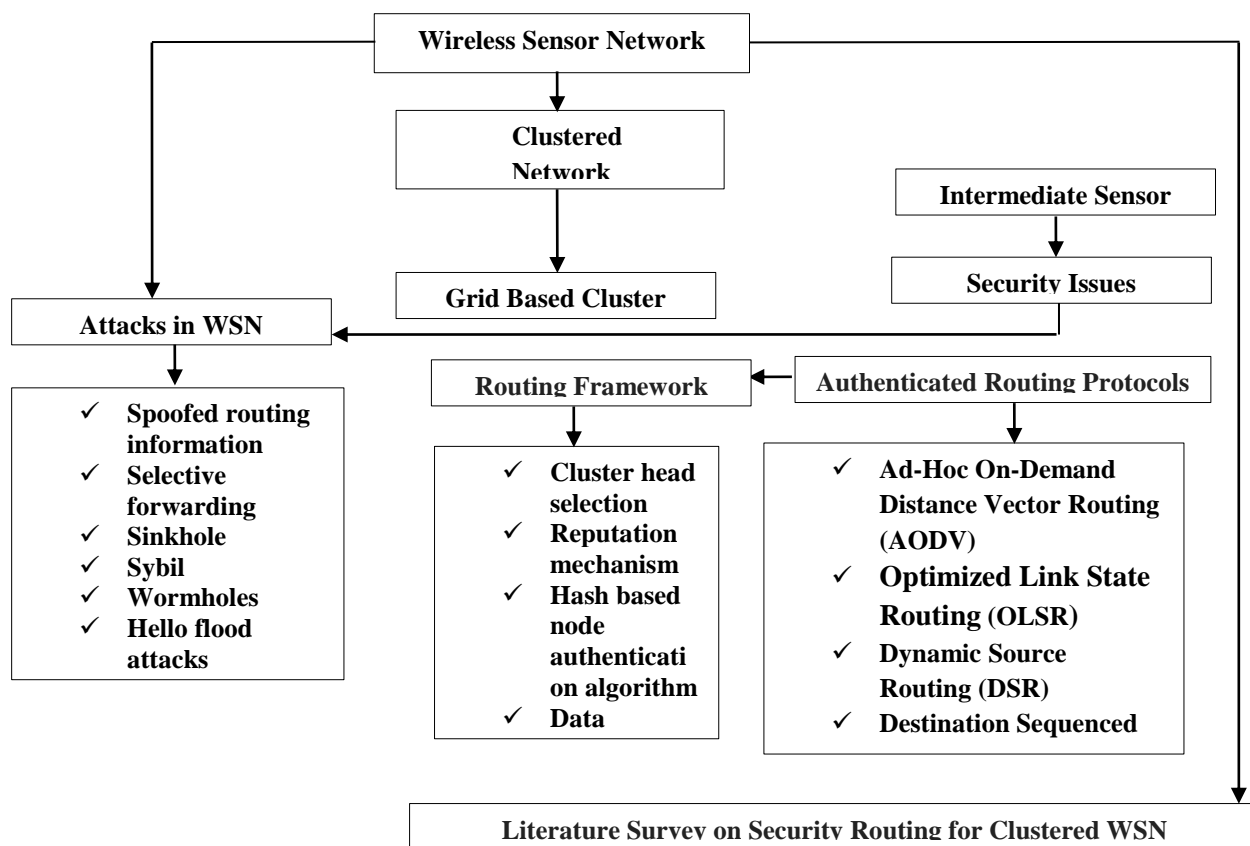 Wireless Sensor Network
Clustered
Network
Intermediate Sensor
Security Issues
Grid Based Cluster
Attacks in WSN
Routing Framework
Authenticated Routing Protocols
✓ Spoofed routing
information
✓ Selective
forwarding
✓ Sinkhole
✓ Sybil
✓ Wormholes
✓ Hello flood
attacks
✓ Cluster head
selection
✓ Reputation
mechanism
✓ Hash based
node
authenticati
on algorithm
✓ Data
✓ Ad-Hoc On-Demand
Distance Vector Routing
(AODV)
✓ Optimized Link State
Routing (OLSR)
✓ Dynamic Source
Routing (DSR)
✓ Destination Sequenced
Literature Survey on Security Routing for Clustered WSN